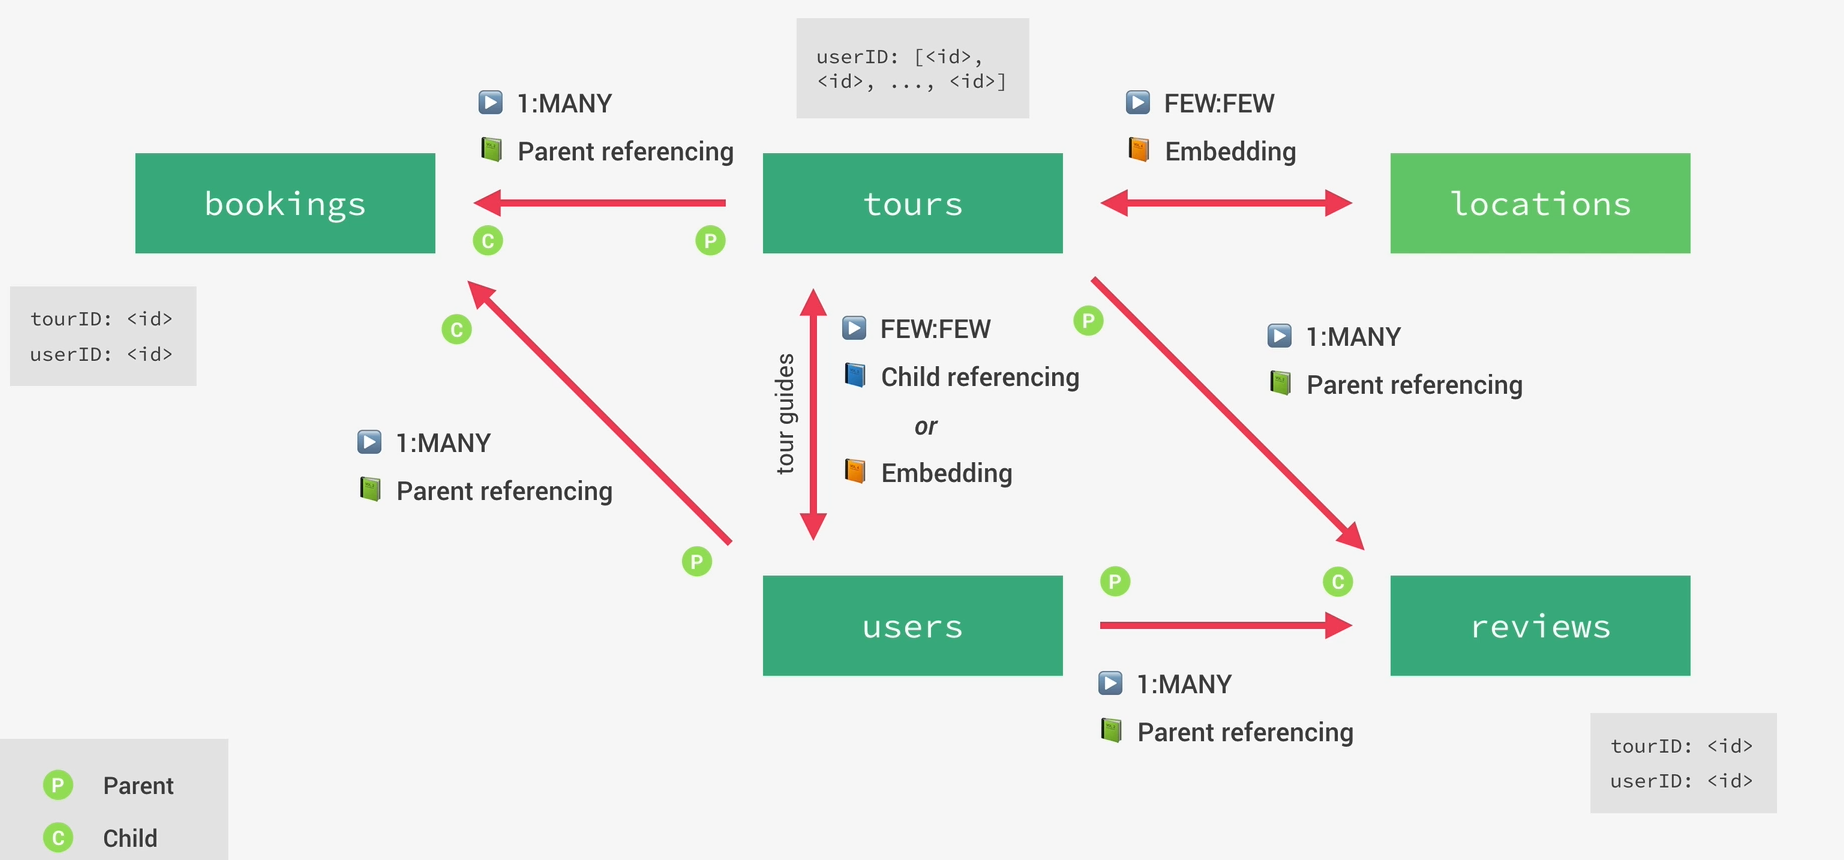 userID: [<id>,
<id>, ..., <id>]
1:MANY
Parent referencing
FEW:FEW
Embedding
bookings
tours
locations
C
P
tourID: <id>
userID: <id>
C
P
tour guides
FEW:FEW
Child referencing
or
Embedding
1:MANY
Parent referencing
1:MANY
Parent referencing
P
P
C
users
reviews
1:MANY
Parent referencing
tourID: <id>
userID: <id>
P Parent
C Child